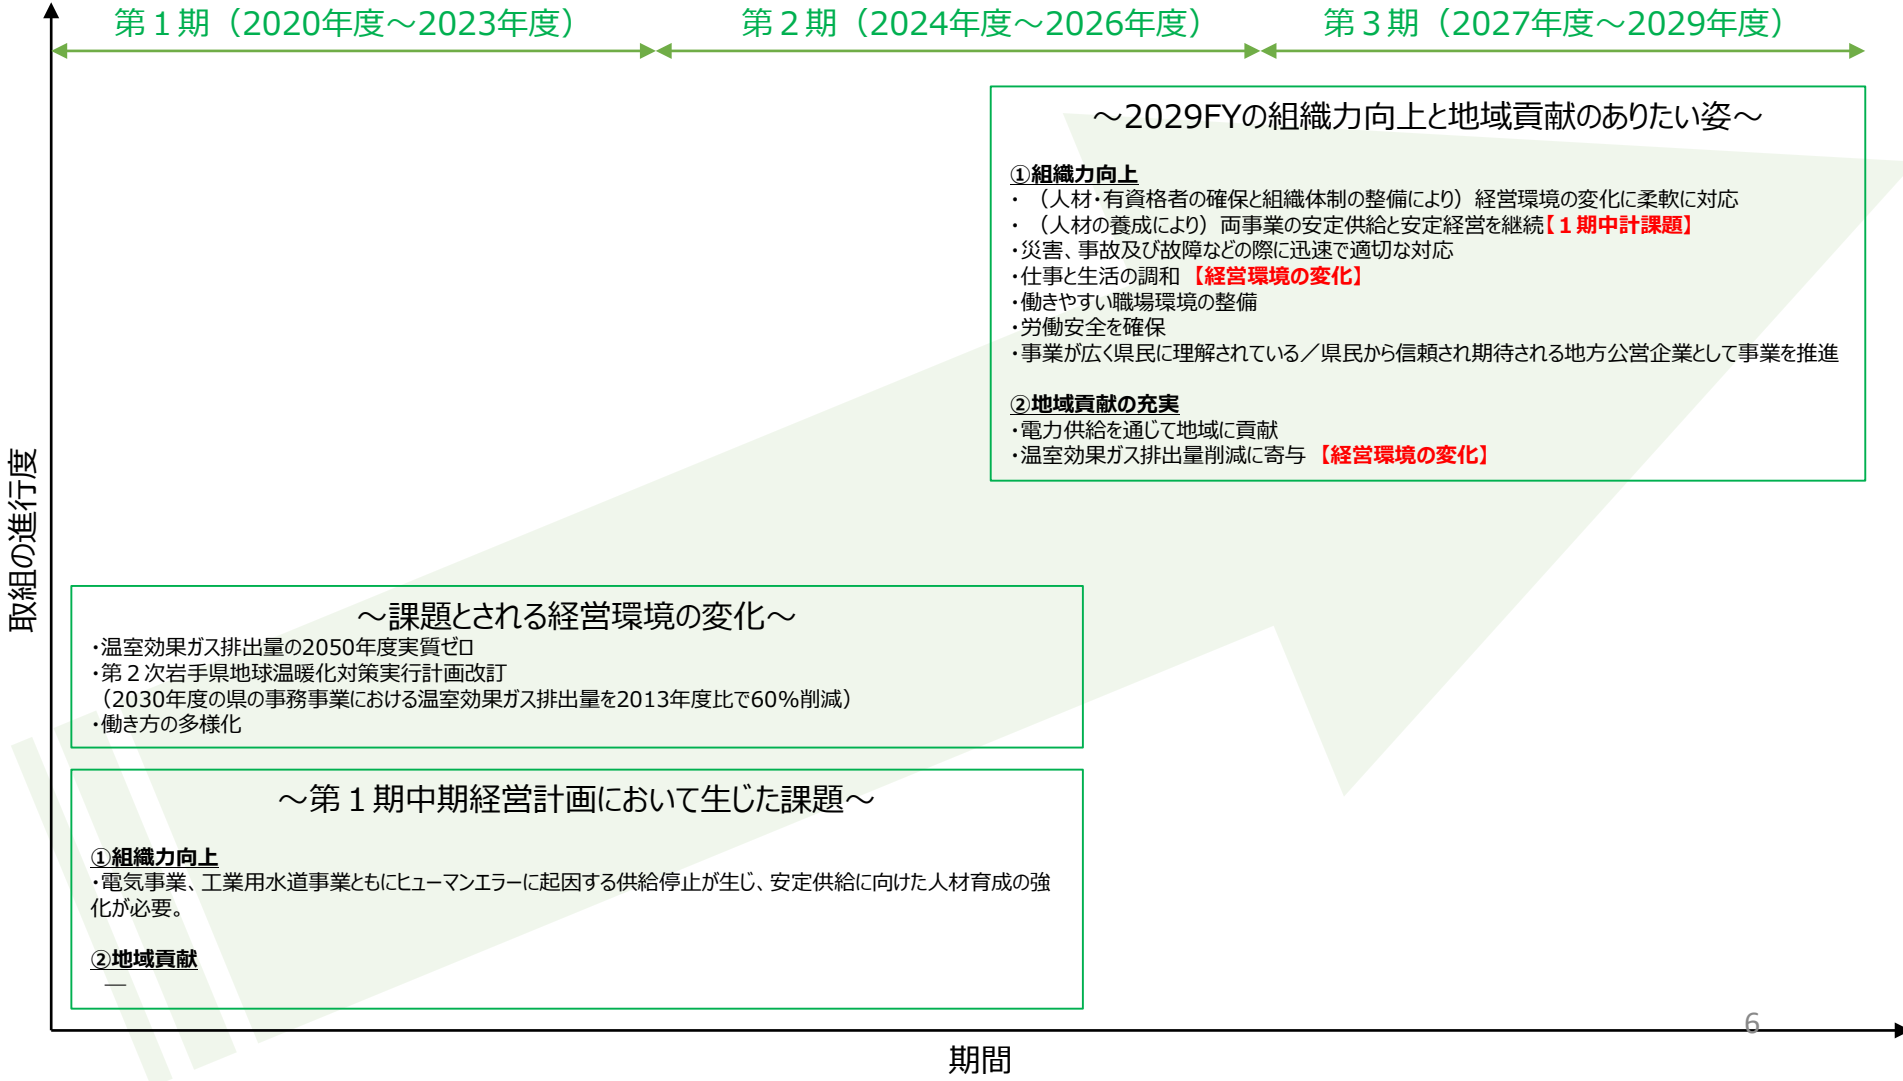 第１期（2020年度～2023年度）
第２期（2024年度～2026年度）
第３期（2027年度～2029年度）
～2029FYの組織力向上と地域貢献のありたい姿～
①組織力向上
・（人材・有資格者の確保と組織体制の整備により）経営環境の変化に柔軟に対応
・（人材の養成により）両事業の安定供給と安定経営を継続【１期中計課題】
・災害、事故及び故障などの際に迅速で適切な対応
・仕事と生活の調和【経営環境の変化】
・働きやすい職場環境の整備
・労働安全を確保
・事業が広く県民に理解されている／県民から信頼され期待される地方公営企業として事業を推進
②地域貢献の充実
・電力供給を通じて地域に貢献
・温室効果ガス排出量削減に寄与【経営環境の変化】
取組の進行度
～課題とされる経営環境の変化～
・温室効果ガス排出量の2050年度実質ゼロ
・第２次岩手県地球温暖化対策実行計画改訂
（2030年度の県の事務事業における温室効果ガス排出量を2013年度比で60%削減）
・働き方の多様化
～第１期中期経営計画において生じた課題～
①組織力向上
・電気事業、工業用水道事業ともにヒューマンエラーに起因する供給停止が生じ、安定供給に向けた人材育成の強
化が必要。
②地域貢献
―
6
期間